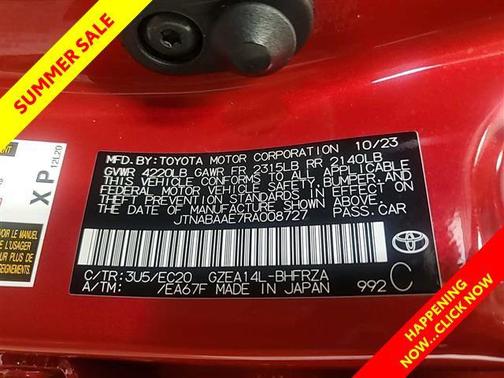 SUMMER SALE
XP
12L20
MFD. BY: TOYOTA MOTOR CORPORATION 10/23
GVWR 4220LB GAWR FR 2315LB RR 2140LB
THIS VEHICLE CONFORMS TO ALL APPLICABLE
FEDERAL MOTOR VEHICLE SAFETY, BUMPER, AND
THEFT PREVENTION STANDARDS IN EFFECT ON
THE DATE OF MANUFACTURE SHOWN ABOVE.
JTNABAAE7RA008727 PASS. CAR
TOYOTA
C/TR: 3U5/EC20 GZEA14L-BHFRZA
A/TM: /EA67F MADE IN JAPAN 992 C
HAPPENING
NOW...CLICK NOW